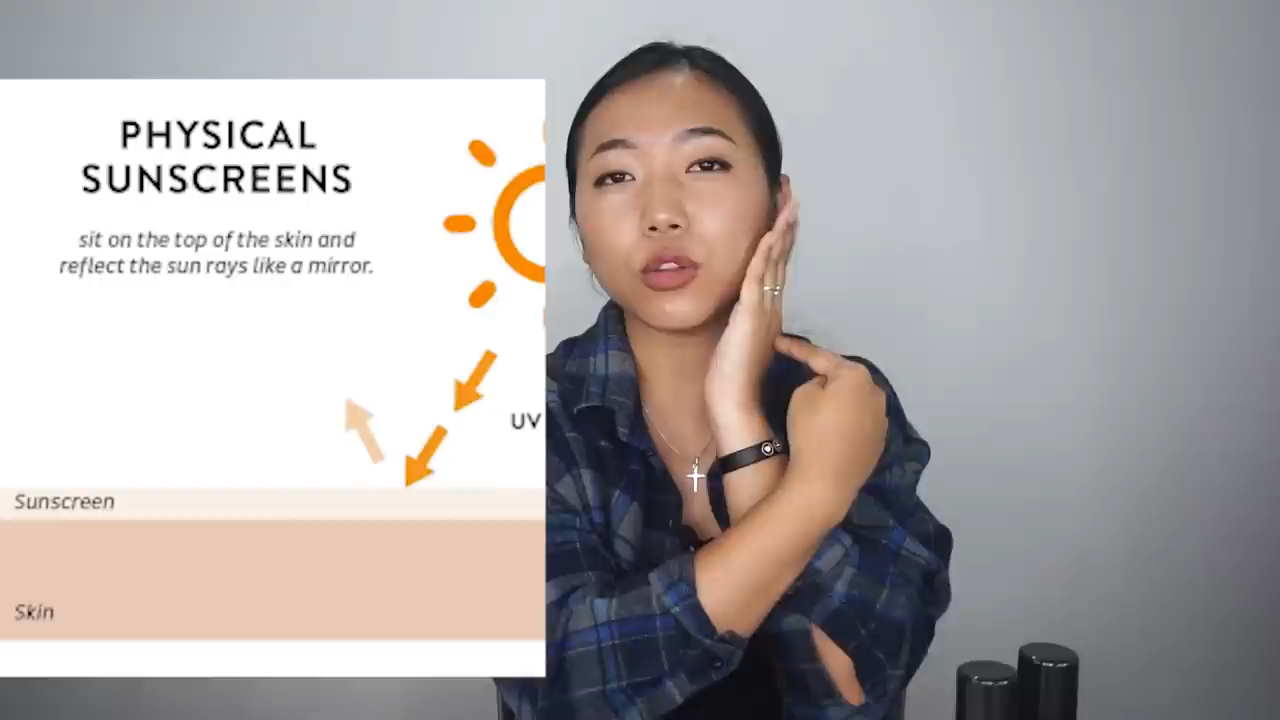 PHYSICAL
SUNSCREENS
sit on the top of the skin and
reflect the sun rays like a mirror.
UV
Sunscreen
Skin